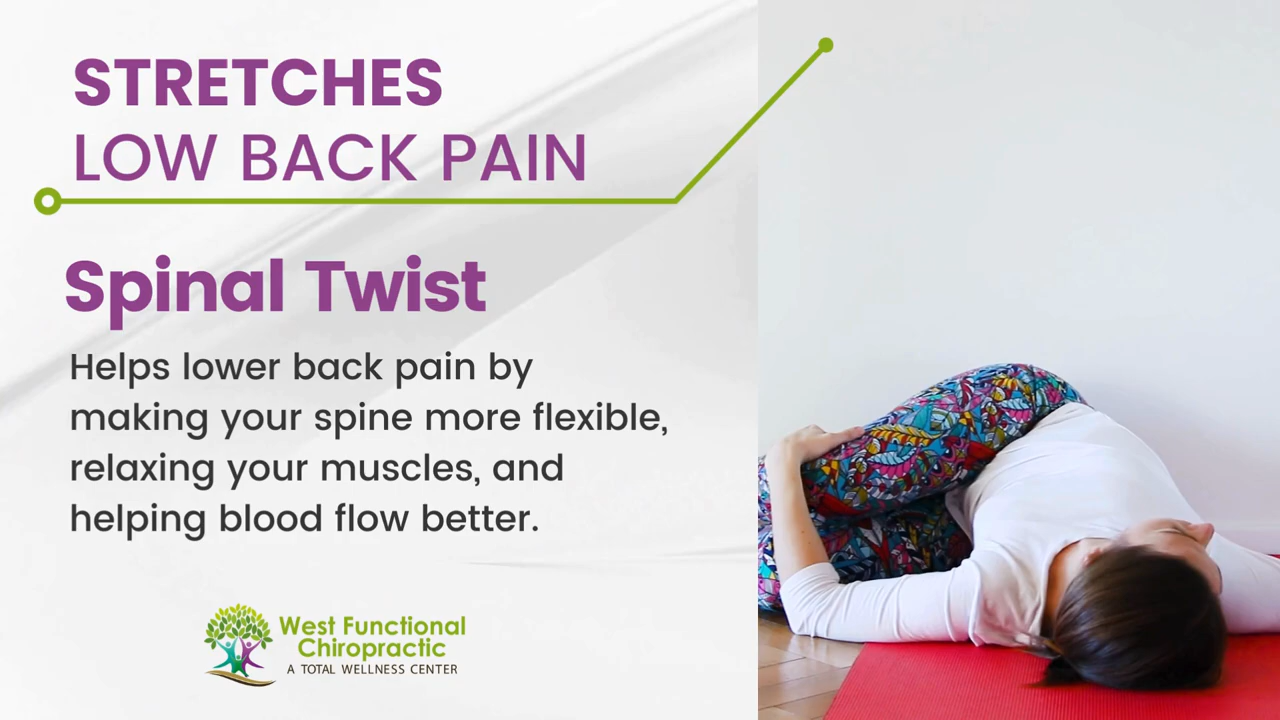 STRETCHES
LOW BACK PAIN
Spinal Twist
Helps lower back pain by
making your spine more flexible,
relaxing your muscles, and
helping blood flow better.
West Functional
Chiropractic
A TOTAL WELLNESS CENTER